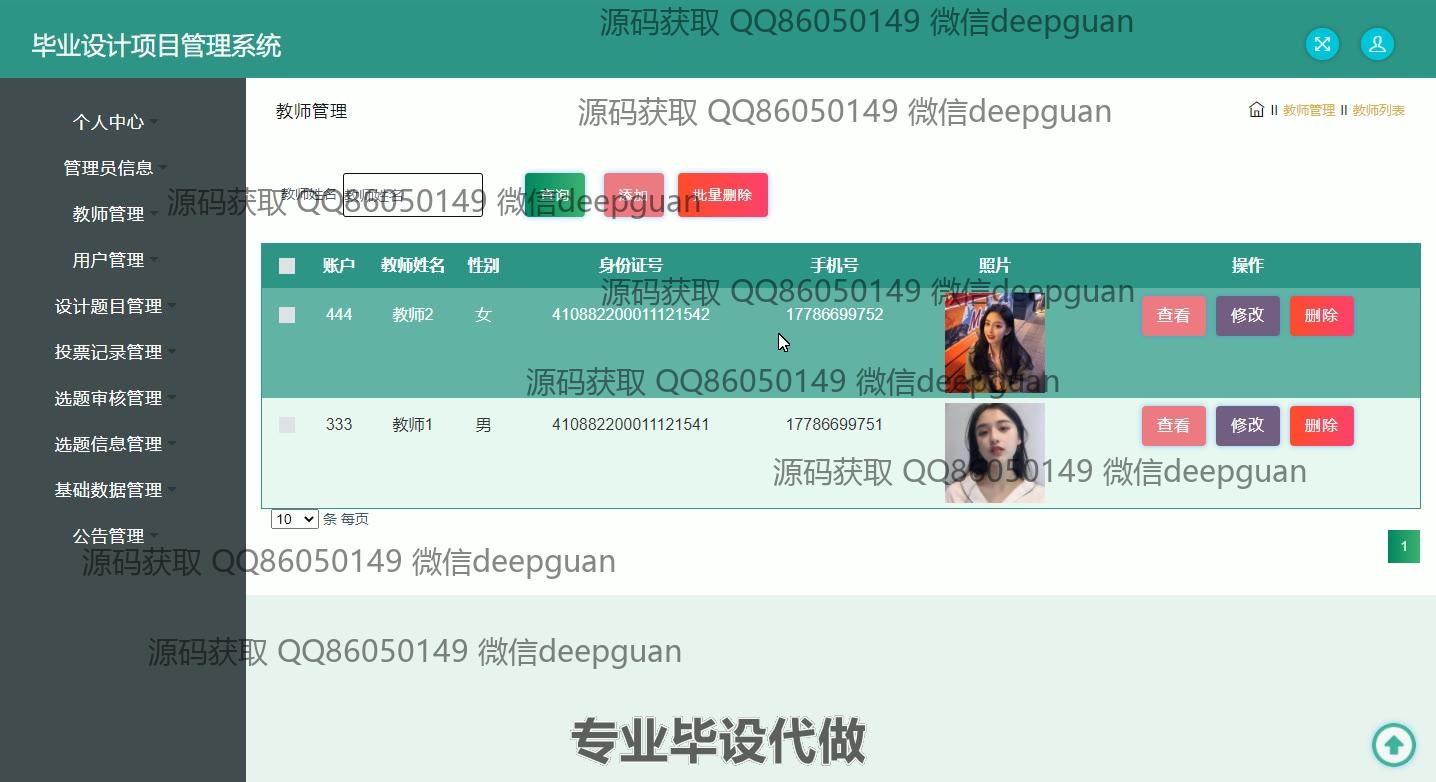 源码获取 QQ86050149 微信deepguan
毕业设计项目管理系统
教师管理
源码获取 QQ86050149 微信deepguan
教师管理
教师列表
个人中心
管理员信息
教师管理
用户管理
设计题目管理
投票记录管理
选题审核管理
选题信息管理
基础数据管理
公告管理
教师姓名 教师姓名 查询 添加 批量删除
源码获取 QQ86050149 微信deepguan
账户 教师姓名 性别 身份证号 手机号 照片 操作
源码获取 QQ86050149 微信deepguan
444 教师2 女 410882200011121542 17786699752 查看 修改 删除
源码获取 QQ86050149 微信deepguan
333 教师1 男 410882200011121541 17786699751 查看 修改 删除
源码获取 QQ86050149 微信deepguan
10 条 每页
1
源码获取 QQ86050149 微信deepguan
源码获取 QQ86050149 微信deepguan
专业毕设代做